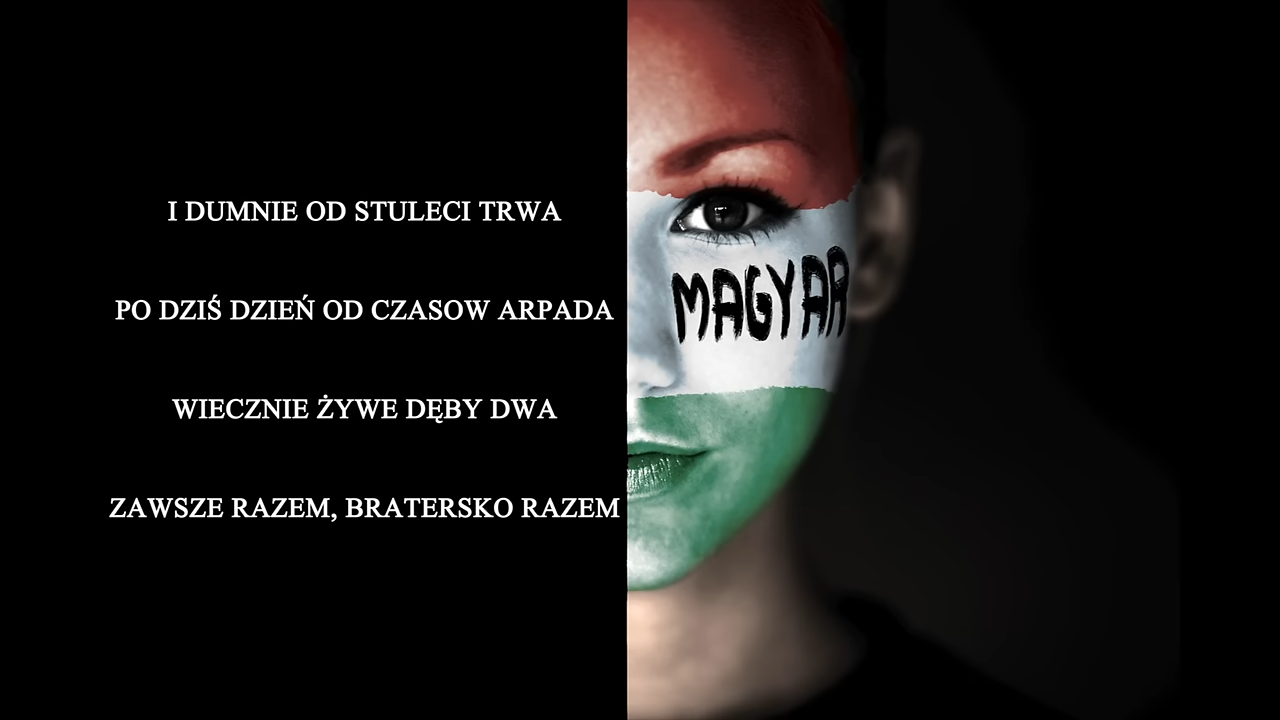 I DUMNIE OD STULECI TRWA
PO DZIŚ DZIEŃ OD CZASOW ARPADA
WIECZNIE ŻYWE DĘBY DWA
ZAWSZE RAZEM, BRATERSKO RAZEM
MAGYAR